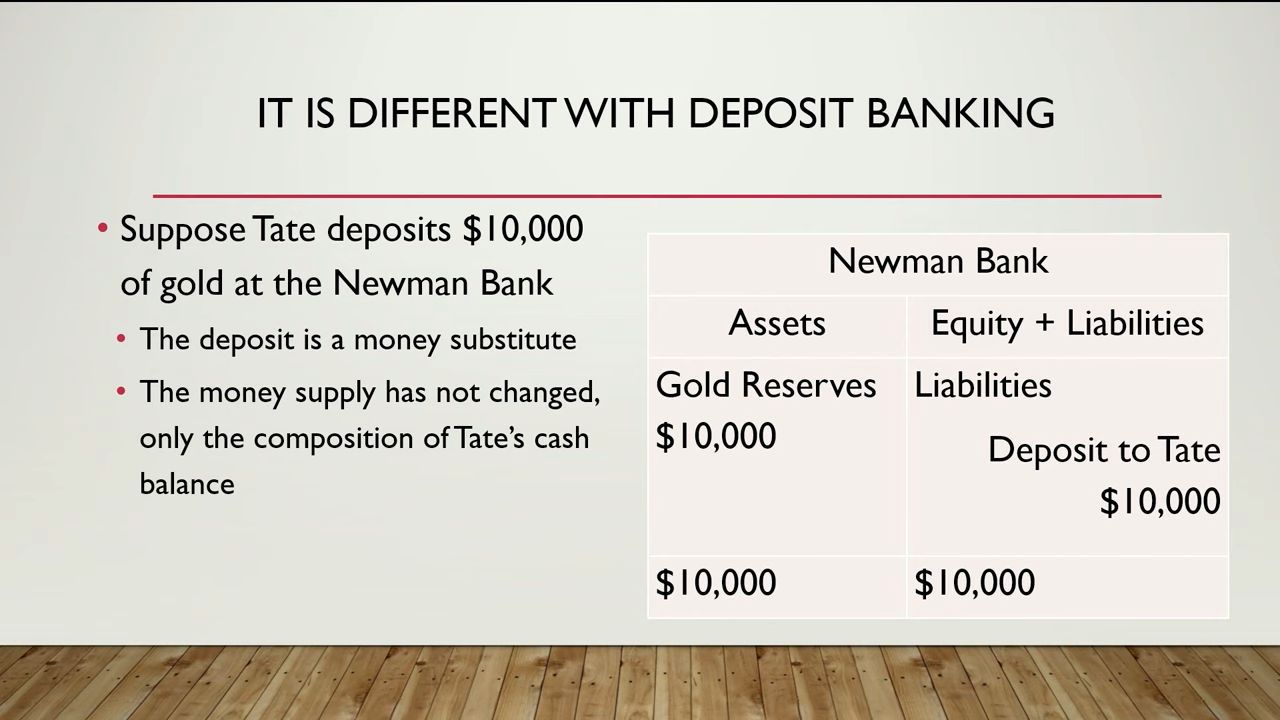 IT IS DIFFERENT WITH DEPOSIT BANKING
• Suppose Tate deposits $10,000
of gold at the Newman Bank
• The deposit is a money substitute
• The money supply has not changed,
only the composition of Tate’s cash
balance
Newman Bank
Assets
Equity + Liabilities
Gold Reserves
$10,000
Liabilities
Deposit to Tate
$10,000
$10,000
$10,000